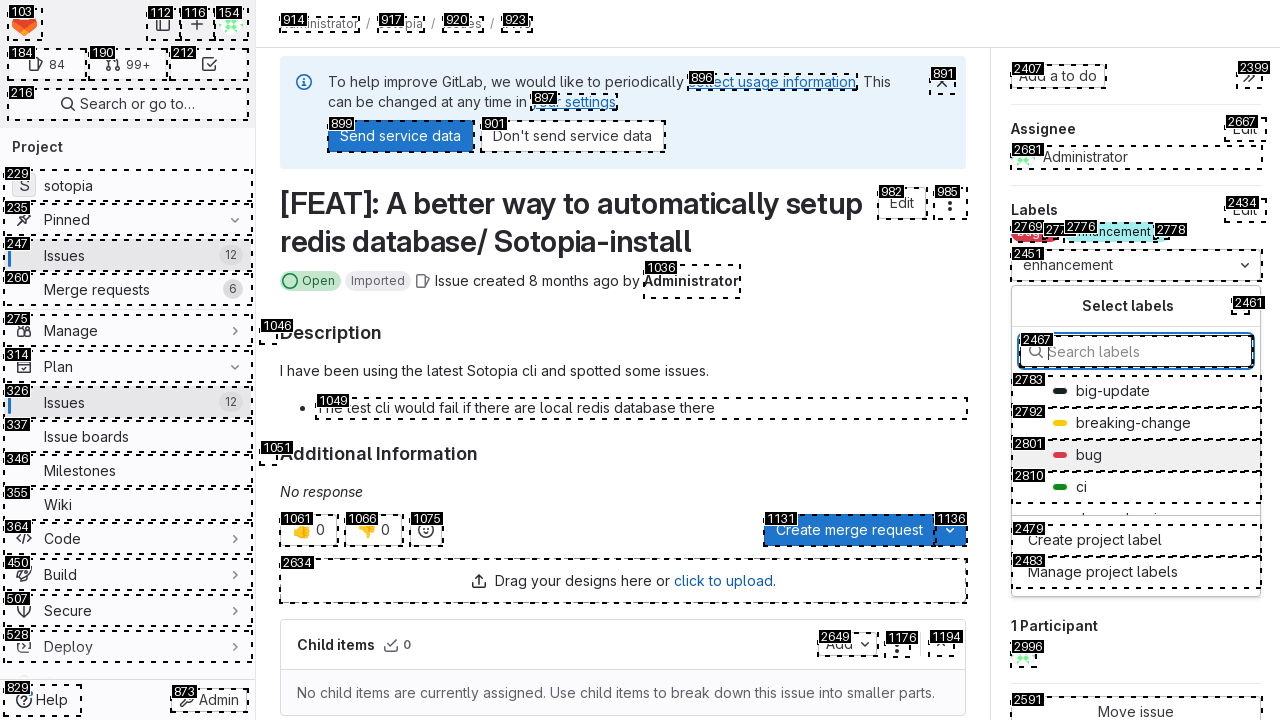 103
112
116
154
184
84
190
99+
212
216
Search or go to…
Project
229
S
sotopia
235
Pinned
247
Issues
12
260
Merge requests
6
275
Manage
314
Plan
326
Issues
12
337
Issue boards
346
Milestones
355
Wiki
364
Code
450
Build
507
Secure
528
Deploy
829
Help
873
Admin
914
917
920
923
/ / /
To help improve GitLab, we would like to periodically 896 collect usage information. This
can be changed at any time in 897 your settings.
891
899
Send service data
901
Don't send service data
[FEAT]: A better way to automatically setup
redis database/ Sotopia-install
982
Edit
985
Open
Imported
Issue created 8 months ago by
1036
Administrator
1046
Description
I have been using the latest Sotopia cli and spotted some issues.
1049
The test cli would fail if there are local redis database there
1051
Additional Information
No response
1061
0
1066
0
1075
1131
Create merge request
1136
2634
Drag your designs here or click to upload.
Child items
0
2649
Add
1176
1194
No child items are currently assigned. Use child items to break down this issue into smaller parts.
2407
Add a to do
2399
Assignee
2667
Edit
2681
Administrator
Labels
2434
Edit
2769
2776
enhancement
2778
2451
enhancement
Select labels
2461
2467
Search labels
2783
big-update
2792
breaking-change
2801
bug
2810
ci
2479
Create project label
2483
Manage project labels
1 Participant
2996
2591
Move issue